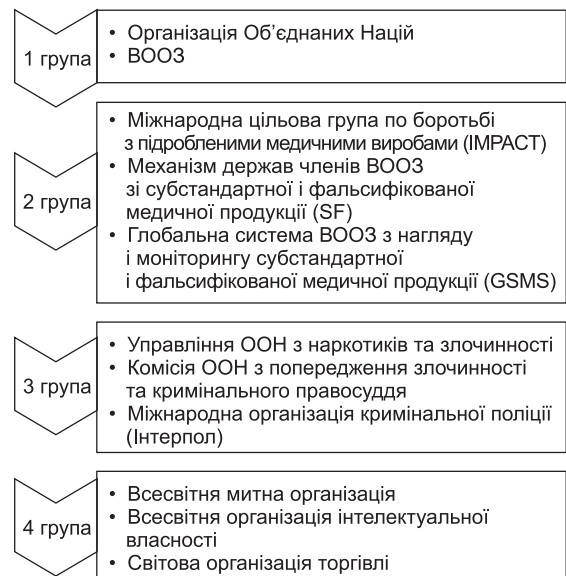 1 група
• Організація Об’єднаних Націй
• ВООЗ
2 група
• Міжнародна цільова група по боротьбі
з підробленими медичними виробами (IMPACT)
• Механізм держав членів ВООЗ
зі субстандартної і фальсифікованої
медичної продукції (SF)
• Глобальна система ВООЗ з нагляду
і моніторингу субстандартної
і фальсифікованої медичної продукції (GSMS)
3 група
• Управління ООН з наркотиків та злочинності
• Комісія ООН з попередження злочинності
та кримінального правосуддя
• Міжнародна організація кримінальної поліції
(Інтерпол)
4 група
• Всесвітня митна організація
• Всесвітня організація інтелектуальної
власності
• Світова організація торгівлі